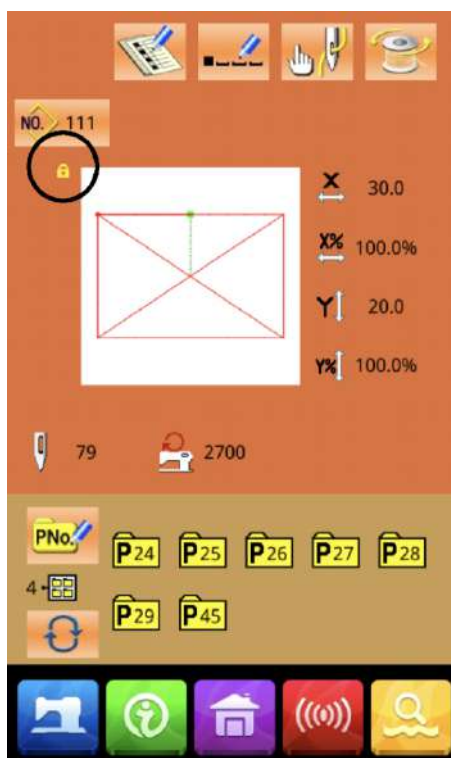 NO. 111
X 30.0
X% 100.0%
Y 20.0
Y% 100.0%
79 2700
PNo.
P24 P25 P26 P27 P28
4
P29 P45